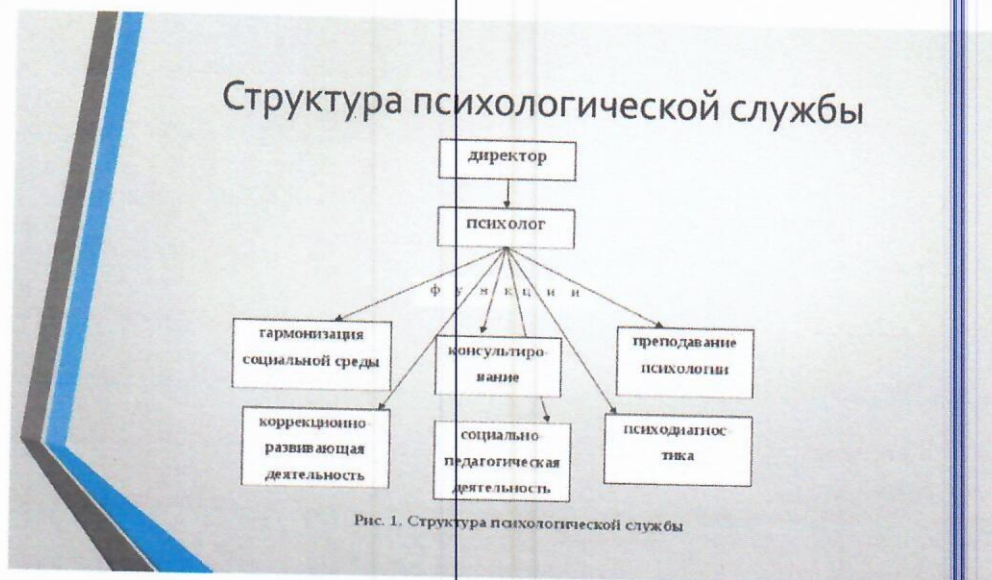 Структура психологической службы
директор
психолог
функции
гармонизация
социальной среды
консультиро-
вание
преподавание
психологии
коррекционно-
развивающая
деятельность
социально-
педагогическая
деятельность
психодиагнос-
тика
Рис. 1. Структура психологической службы